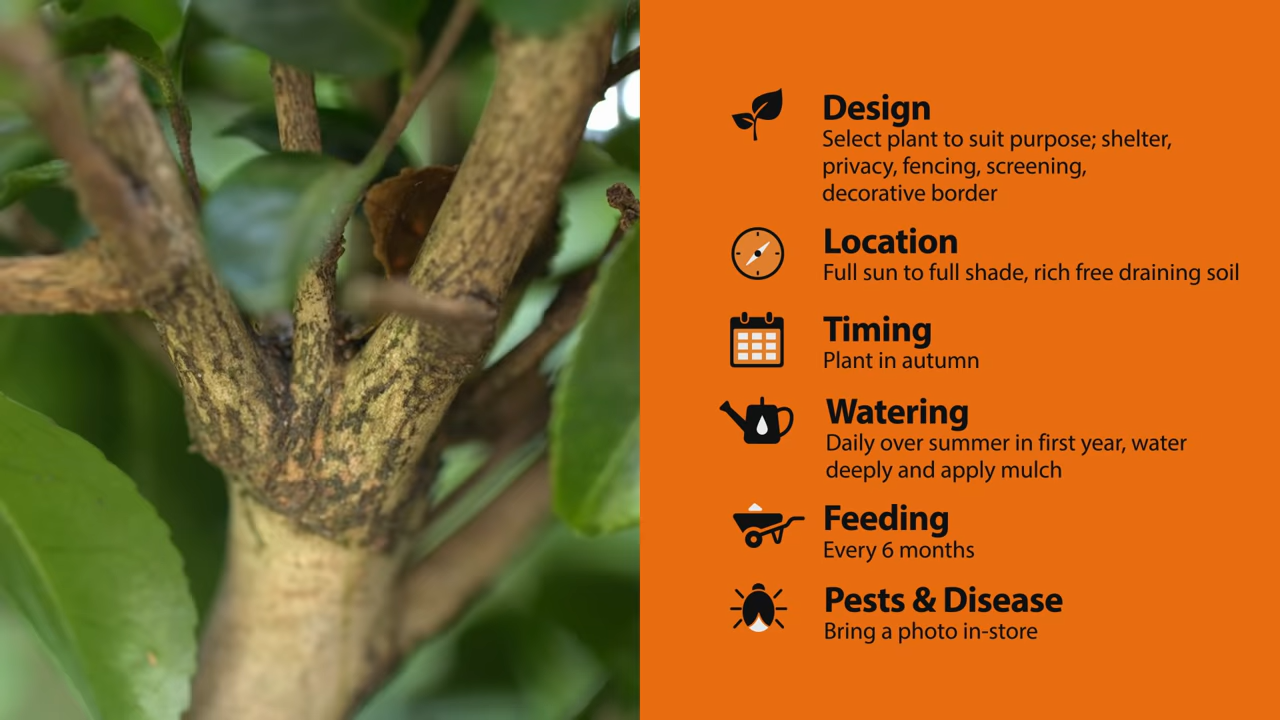 Design
Select plant to suit purpose; shelter,
privacy, fencing, screening,
decorative border
Location
Full sun to full shade, rich free draining soil
Timing
Plant in autumn
Watering
Daily over summer in first year, water
deeply and apply mulch
Feeding
Every 6 months
Pests & Disease
Bring a photo in-store